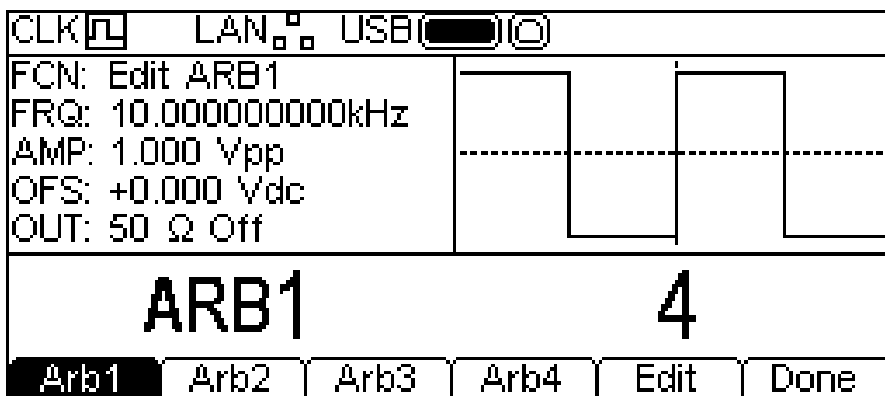 CLK LAN USB
FCN: Edit ARB1
FRQ: 10.000000000kHz
AMP: 1.000 Vpp
OFS: +0.000 Vdc
OUT: 50 Ω Off
ARB1 4
Arb1 Arb2 Arb3 Arb4 Edit Done